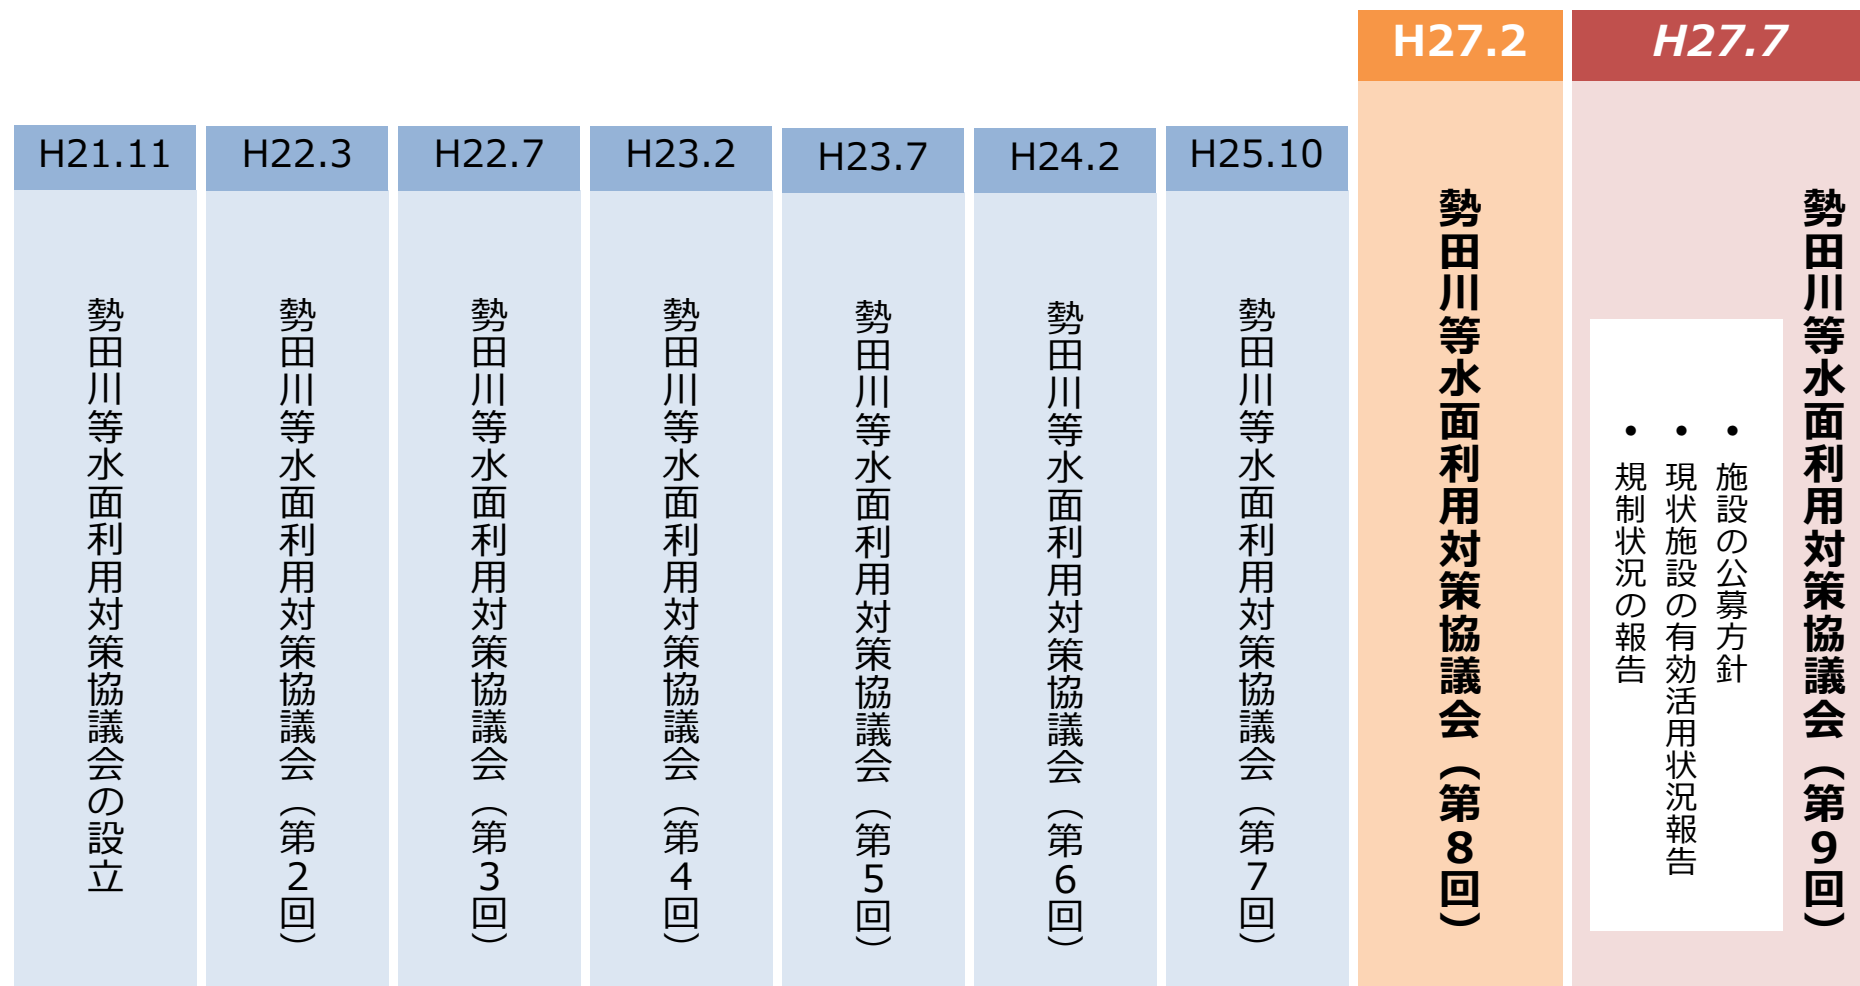 H21.11
勢田川等水面利用対策協議会の設立
H22.3
勢田川等水面利用対策協議会（第2回）
H22.7
勢田川等水面利用対策協議会（第3回）
H23.2
勢田川等水面利用対策協議会（第4回）
H23.7
勢田川等水面利用対策協議会（第5回）
H24.2
勢田川等水面利用対策協議会（第6回）
H25.10
勢田川等水面利用対策協議会（第7回）
H27.2
勢田川等水面利用対策協議会（第8回）
H27.7
勢田川等水面利用対策協議会（第9回）
・施設の公募方針
・現状施設の有効活用状況報告
・規制状況の報告